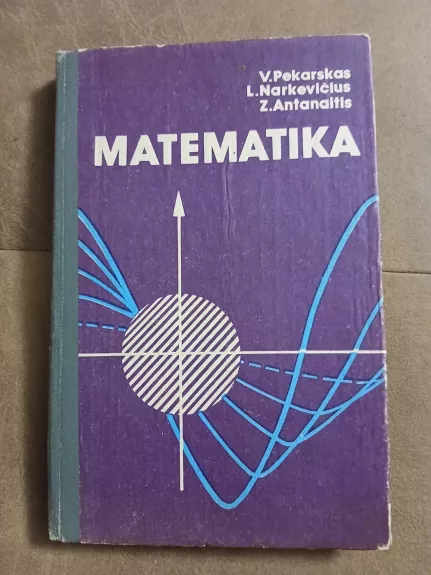 V.Pekarskas
L.Narkevičius
Z.Antanaitis
MATEMATIKA